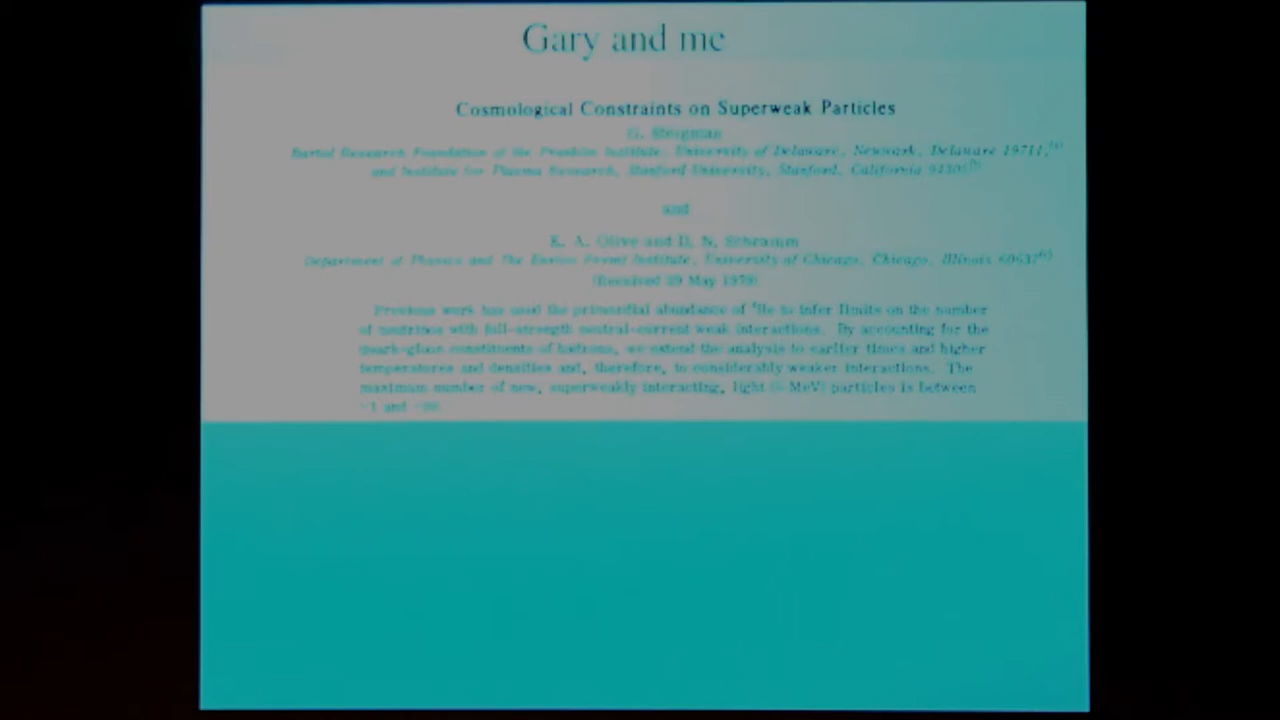 Gary and me
Cosmological Constraints on Superweak Particles
G. Steigman
Bartol Research Foundation of the Franklin Institute, University of Delaware, Newark, Delaware 19711,(a)
and Institute for Plasma Research, Stanford University, Stanford, California
and
K. A. Olive and D. N. Schramm
Department of Physics and The Enrico Fermi Institute, University of Chicago, Chicago, Illinois 60637
(Received 29 May 1979)
Previous work has used the primordial abundance of ⁴He to infer limits on the number
of neutrinos with full-strength neutral-current weak interactions. By accounting for the
quark-gluon constituents of hadrons, we extend the analysis to earlier times and higher
temperatures and densities and, therefore, to considerably weaker interactions. The
maximum number of new, superweakly interacting, light MeV) particles is between
~1 and